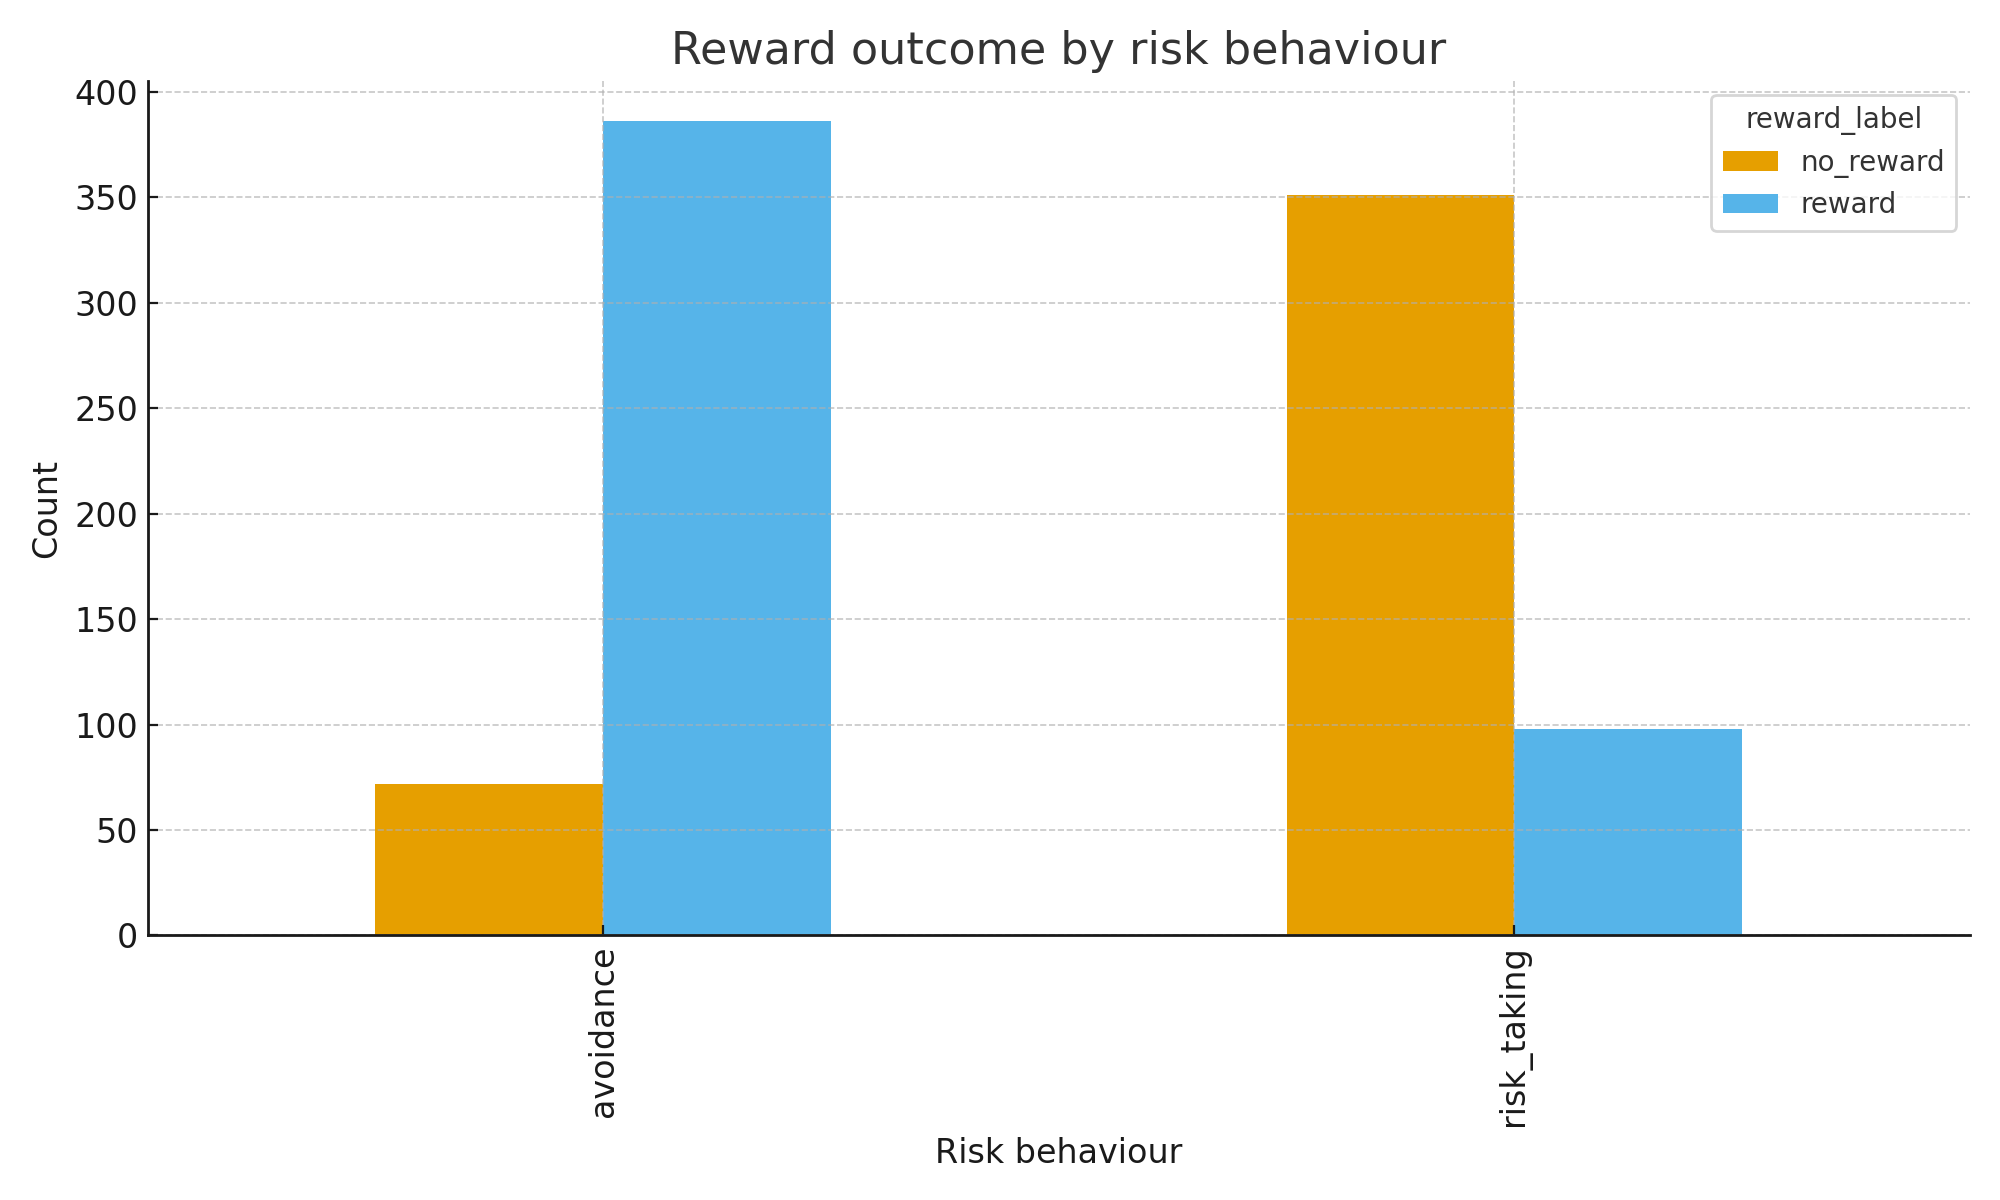 Reward outcome by risk behaviour
400
350
300
250
200
150
100
50
0
Count
reward_label
no_reward
reward
avoidance
risk_taking
Risk behaviour